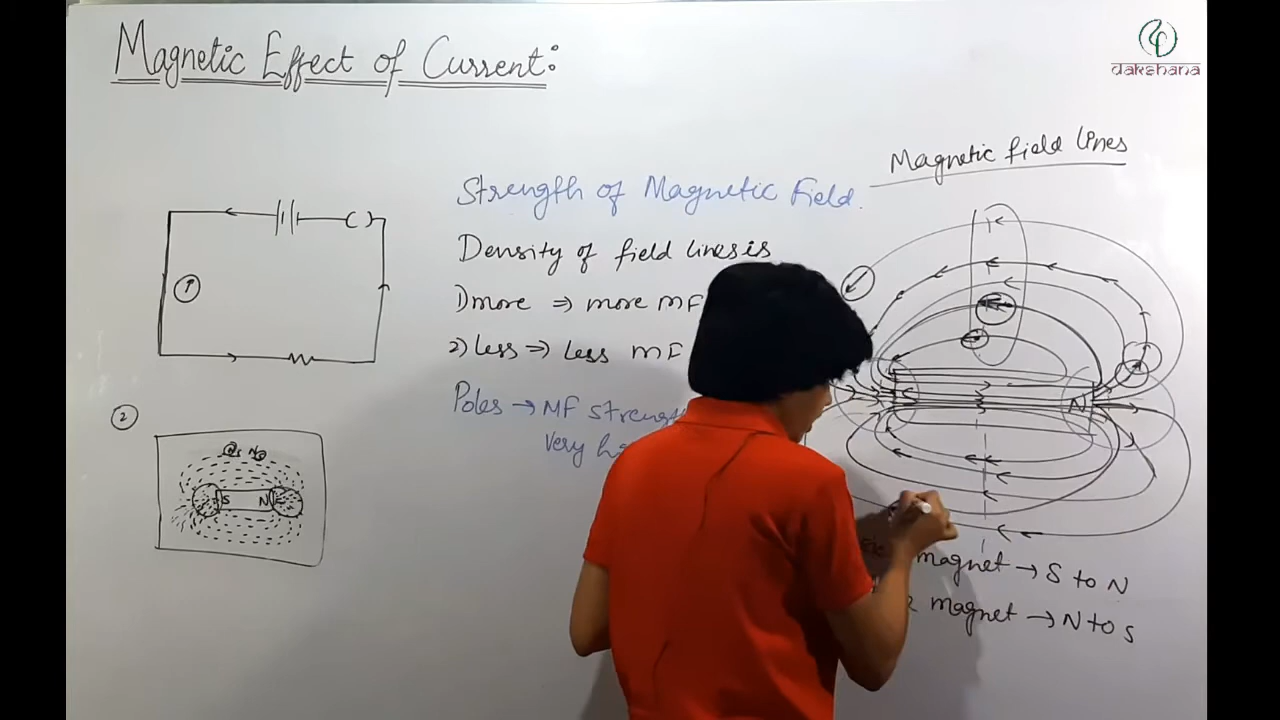 Magnetic Effect of Current:
dakshana
Magnetic field lines
Strength of Magnetic Field.
Density of field lines is
1) more ⇒ more MF
2) less ⇒ less MF
Poles → MF strength
Very
S N
2
S N
magnet → S to N
magnet → N to S